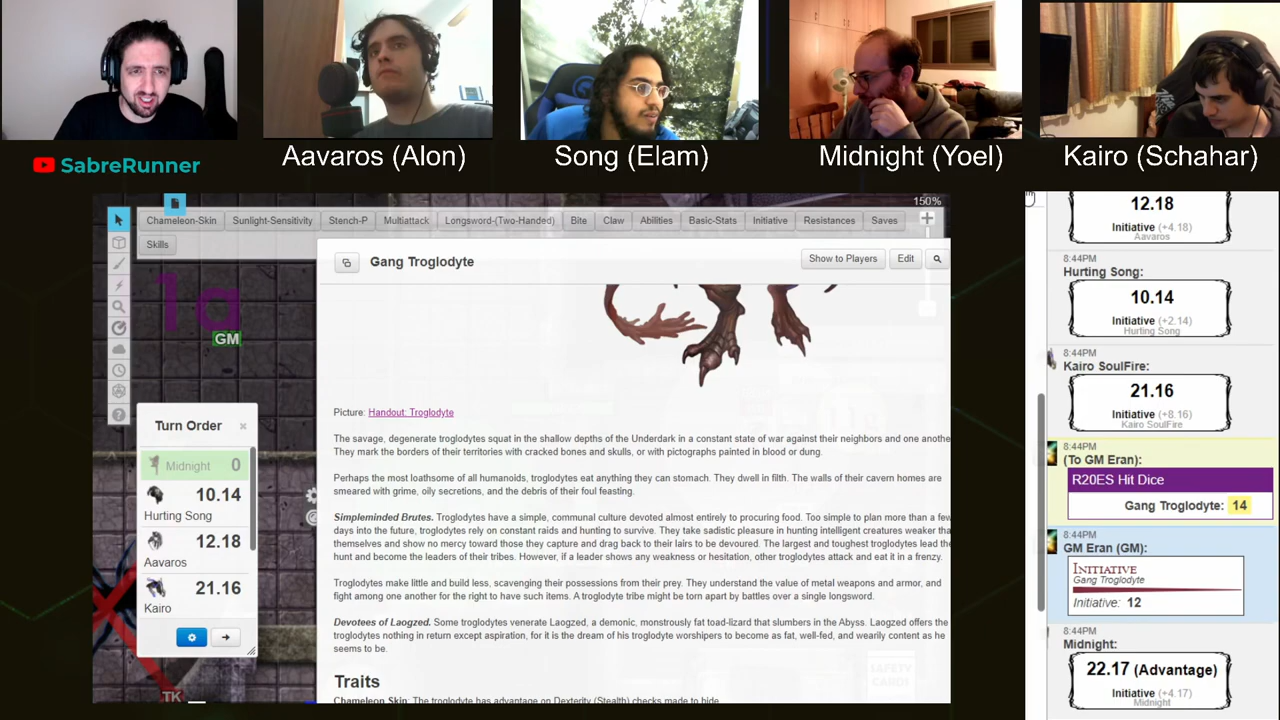 SabreRunner
Aavaros (Alon)
Song (Elam)
Midnight (Yoel)
Kairo (Schahar)
150%
Chameleon-Skin
Sunlight-Sensitivity
Stench-P
Multiattack
Longsword-(Two-Handed)
Bite
Claw
Abilities
Basic-Stats
Initiative
Resistances
Saves
Skills
1a
GM
Gang Troglodyte
Show to Players
Edit
Picture: Handout: Troglodyte
The savage, degenerate troglodytes squat in the shallow depths of the Underdark in a constant state of war against their neighbors and one anothe
They mark the borders of their territories with cracked bones and skulls, or with pictographs painted in blood or dung.
Perhaps the most loathsome of all humanoids, troglodytes eat anything they can stomach. They dwell in filth. The walls of their cavern homes are
smeared with grime, oily secretions, and the debris of their foul feasting.
Simpleminded Brutes. Troglodytes have a simple, communal culture devoted almost entirely to procuring food. Too simple to plan more than a few
days into the future, troglodytes rely on constant raids and hunting to survive. They take sadistic pleasure in hunting intelligent creatures weaker tha
themselves and show no mercy toward those they capture and drag back to their lairs to be devoured. The largest and toughest troglodytes lead the
hunt and become the leaders of their tribes. However, if a leader shows any weakness or hesitation, other troglodytes attack and eat it in a frenzy.
Troglodytes make little and build less, scavenging their possessions from their prey. They understand the value of metal weapons and armor, and
fight among one another for the right to have such items. A troglodyte tribe might be torn apart by battles over a single longsword.
Devotees of Laogzed. Some troglodytes venerate Laogzed, a demonic, monstrously fat toad-lizard that slumbers in the Abyss. Laogzed offers the
troglodytes nothing in return except aspiration, for it is the dream of his troglodyte worshipers to become as fat, well-fed, and wearily content as he
seems to be.
Traits
Chameleon Skin: The troglodyte has advantage on Dexterity (Stealth) checks made to hide.
SAFETY
CARDS
Turn Order
Midnight 0
10.14
Hurting Song
12.18
Aavaros
21.16
Kairo
TK
12.18
Initiative (+4.18)
Aavaros
8:44PM
Hurting Song:
10.14
Initiative (+2.14)
Hurting Song
8:44PM
Kairo SoulFire:
21.16
Initiative (+8.16)
Kairo SoulFire
8:44PM
(To GM Eran):
R20ES Hit Dice
Gang Troglodyte: 14
8:44PM
GM Eran (GM):
Initiative
Gang Troglodyte
Initiative: 12
8:44PM
Midnight:
22.17 (Advantage)
Initiative (+4.17)
Midnight